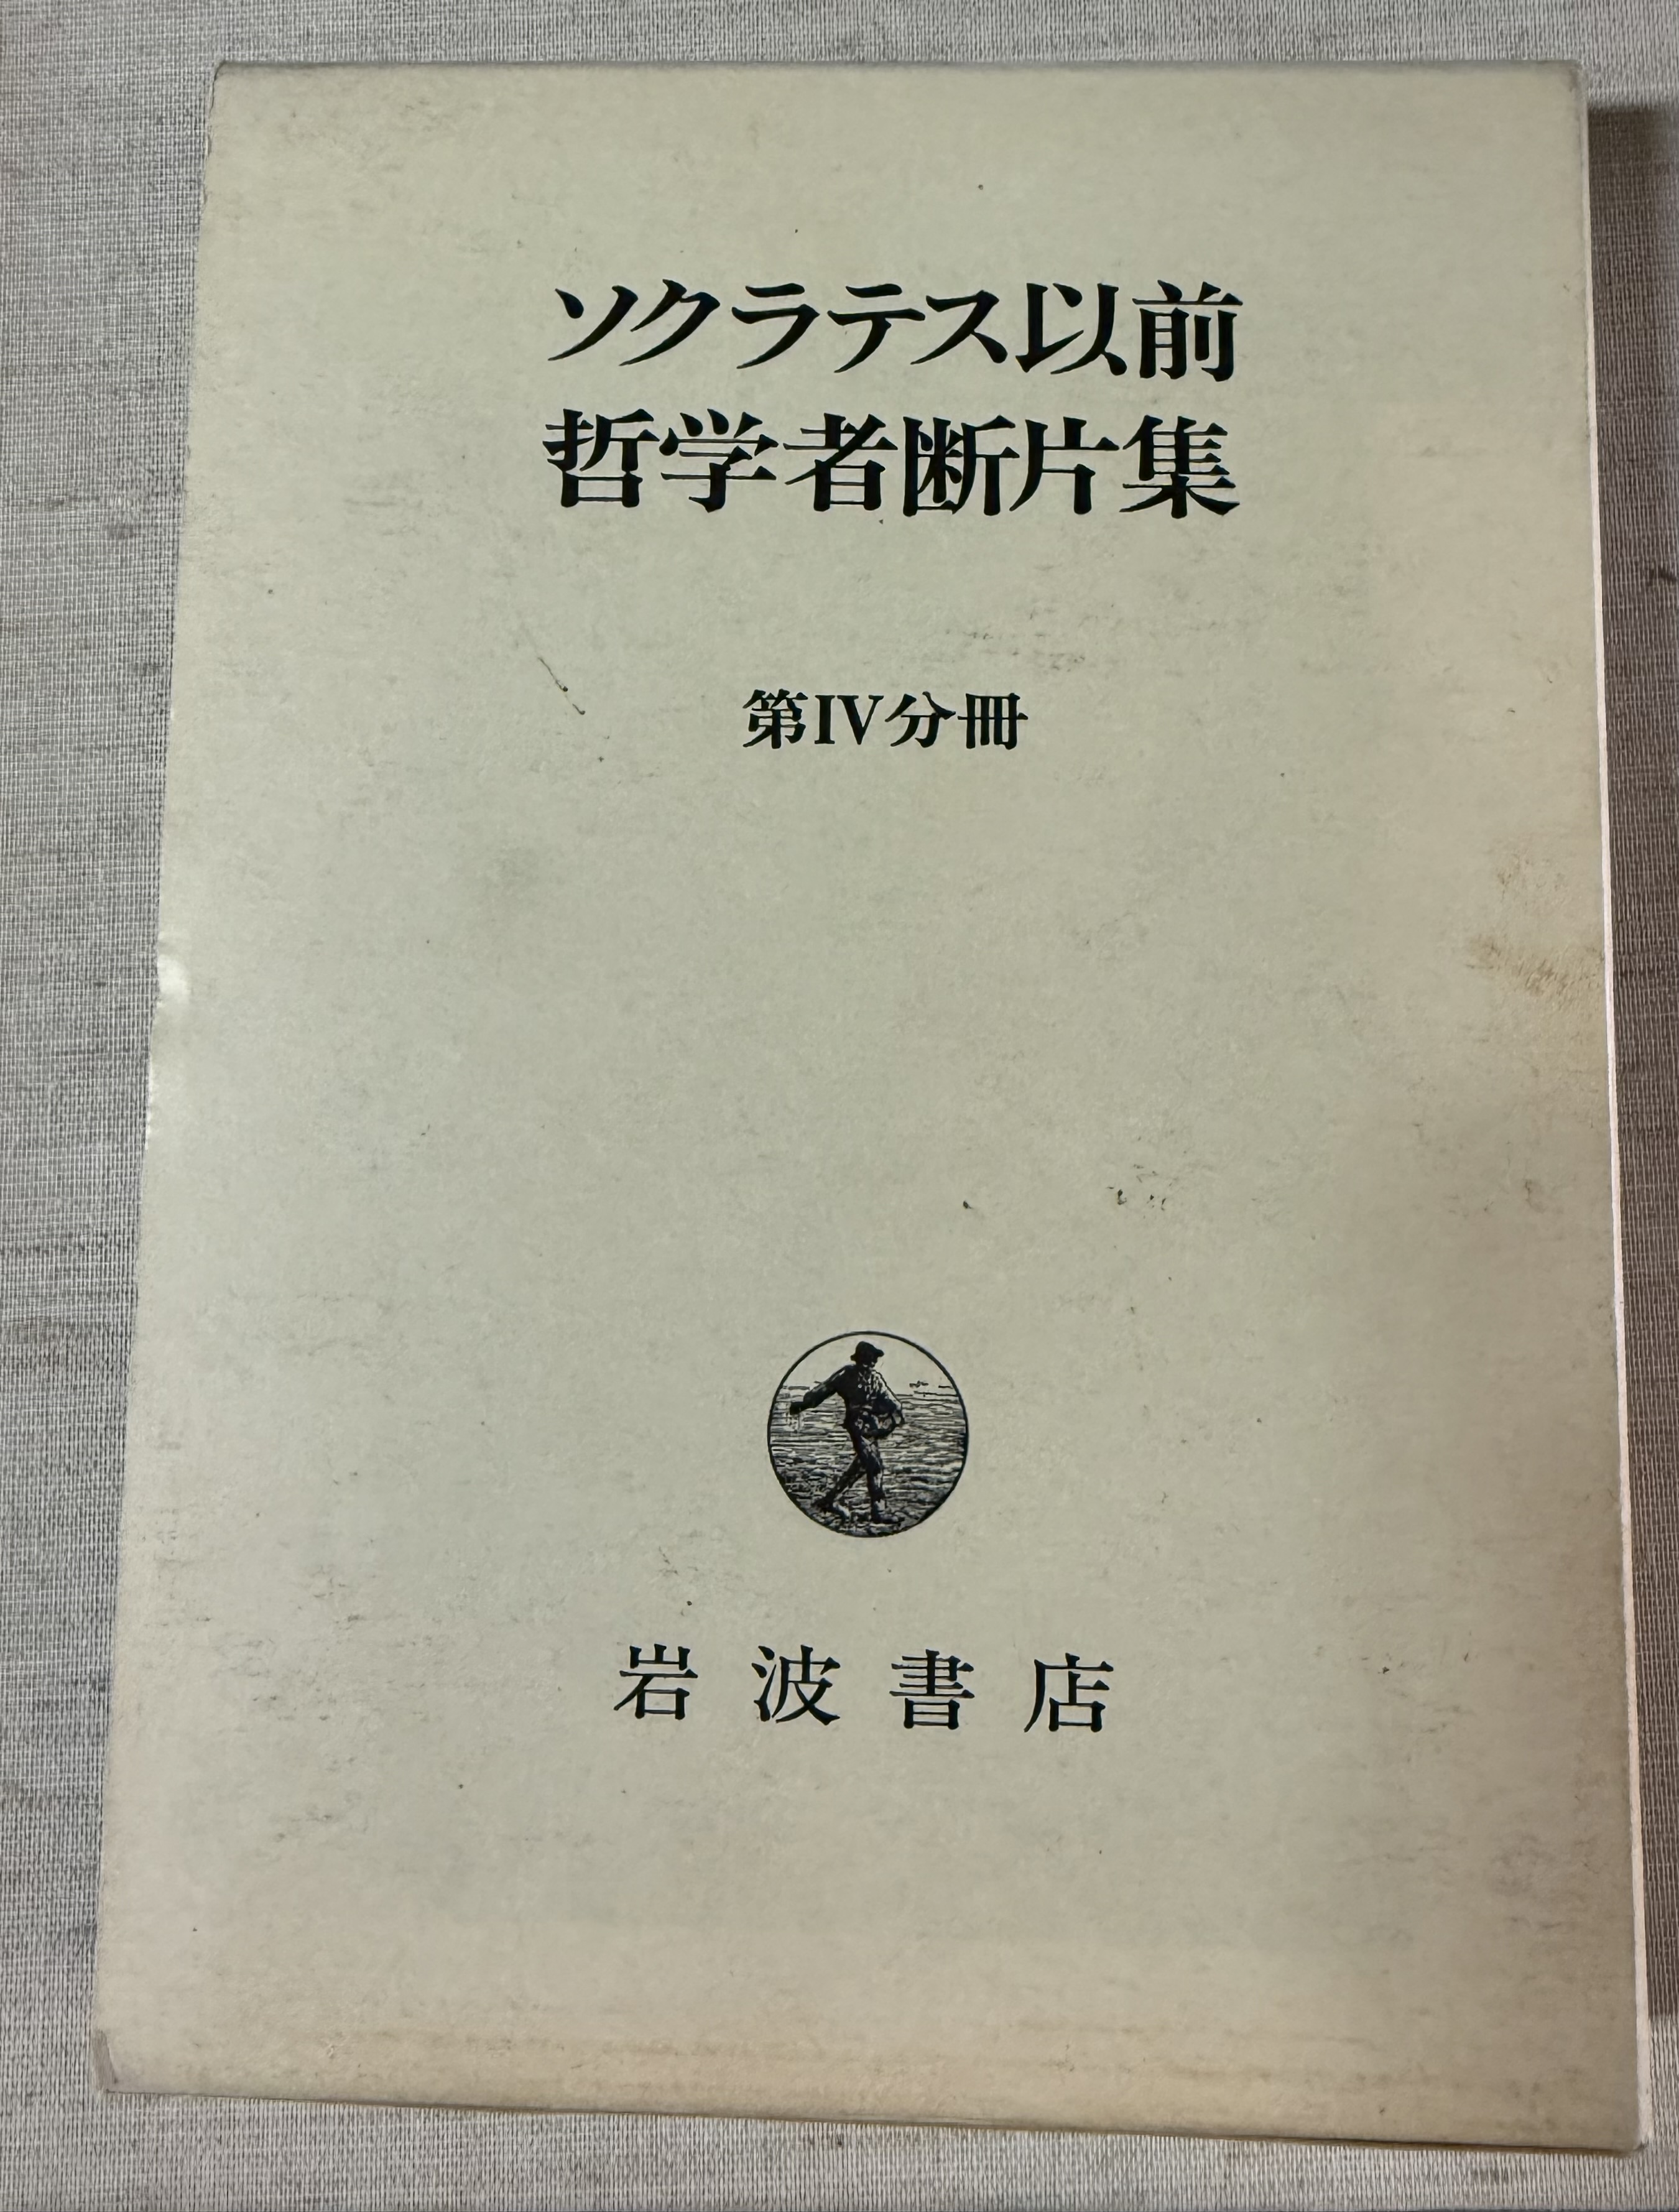 ソクラテス以前
哲学者断片集
第IV分冊
岩波書店